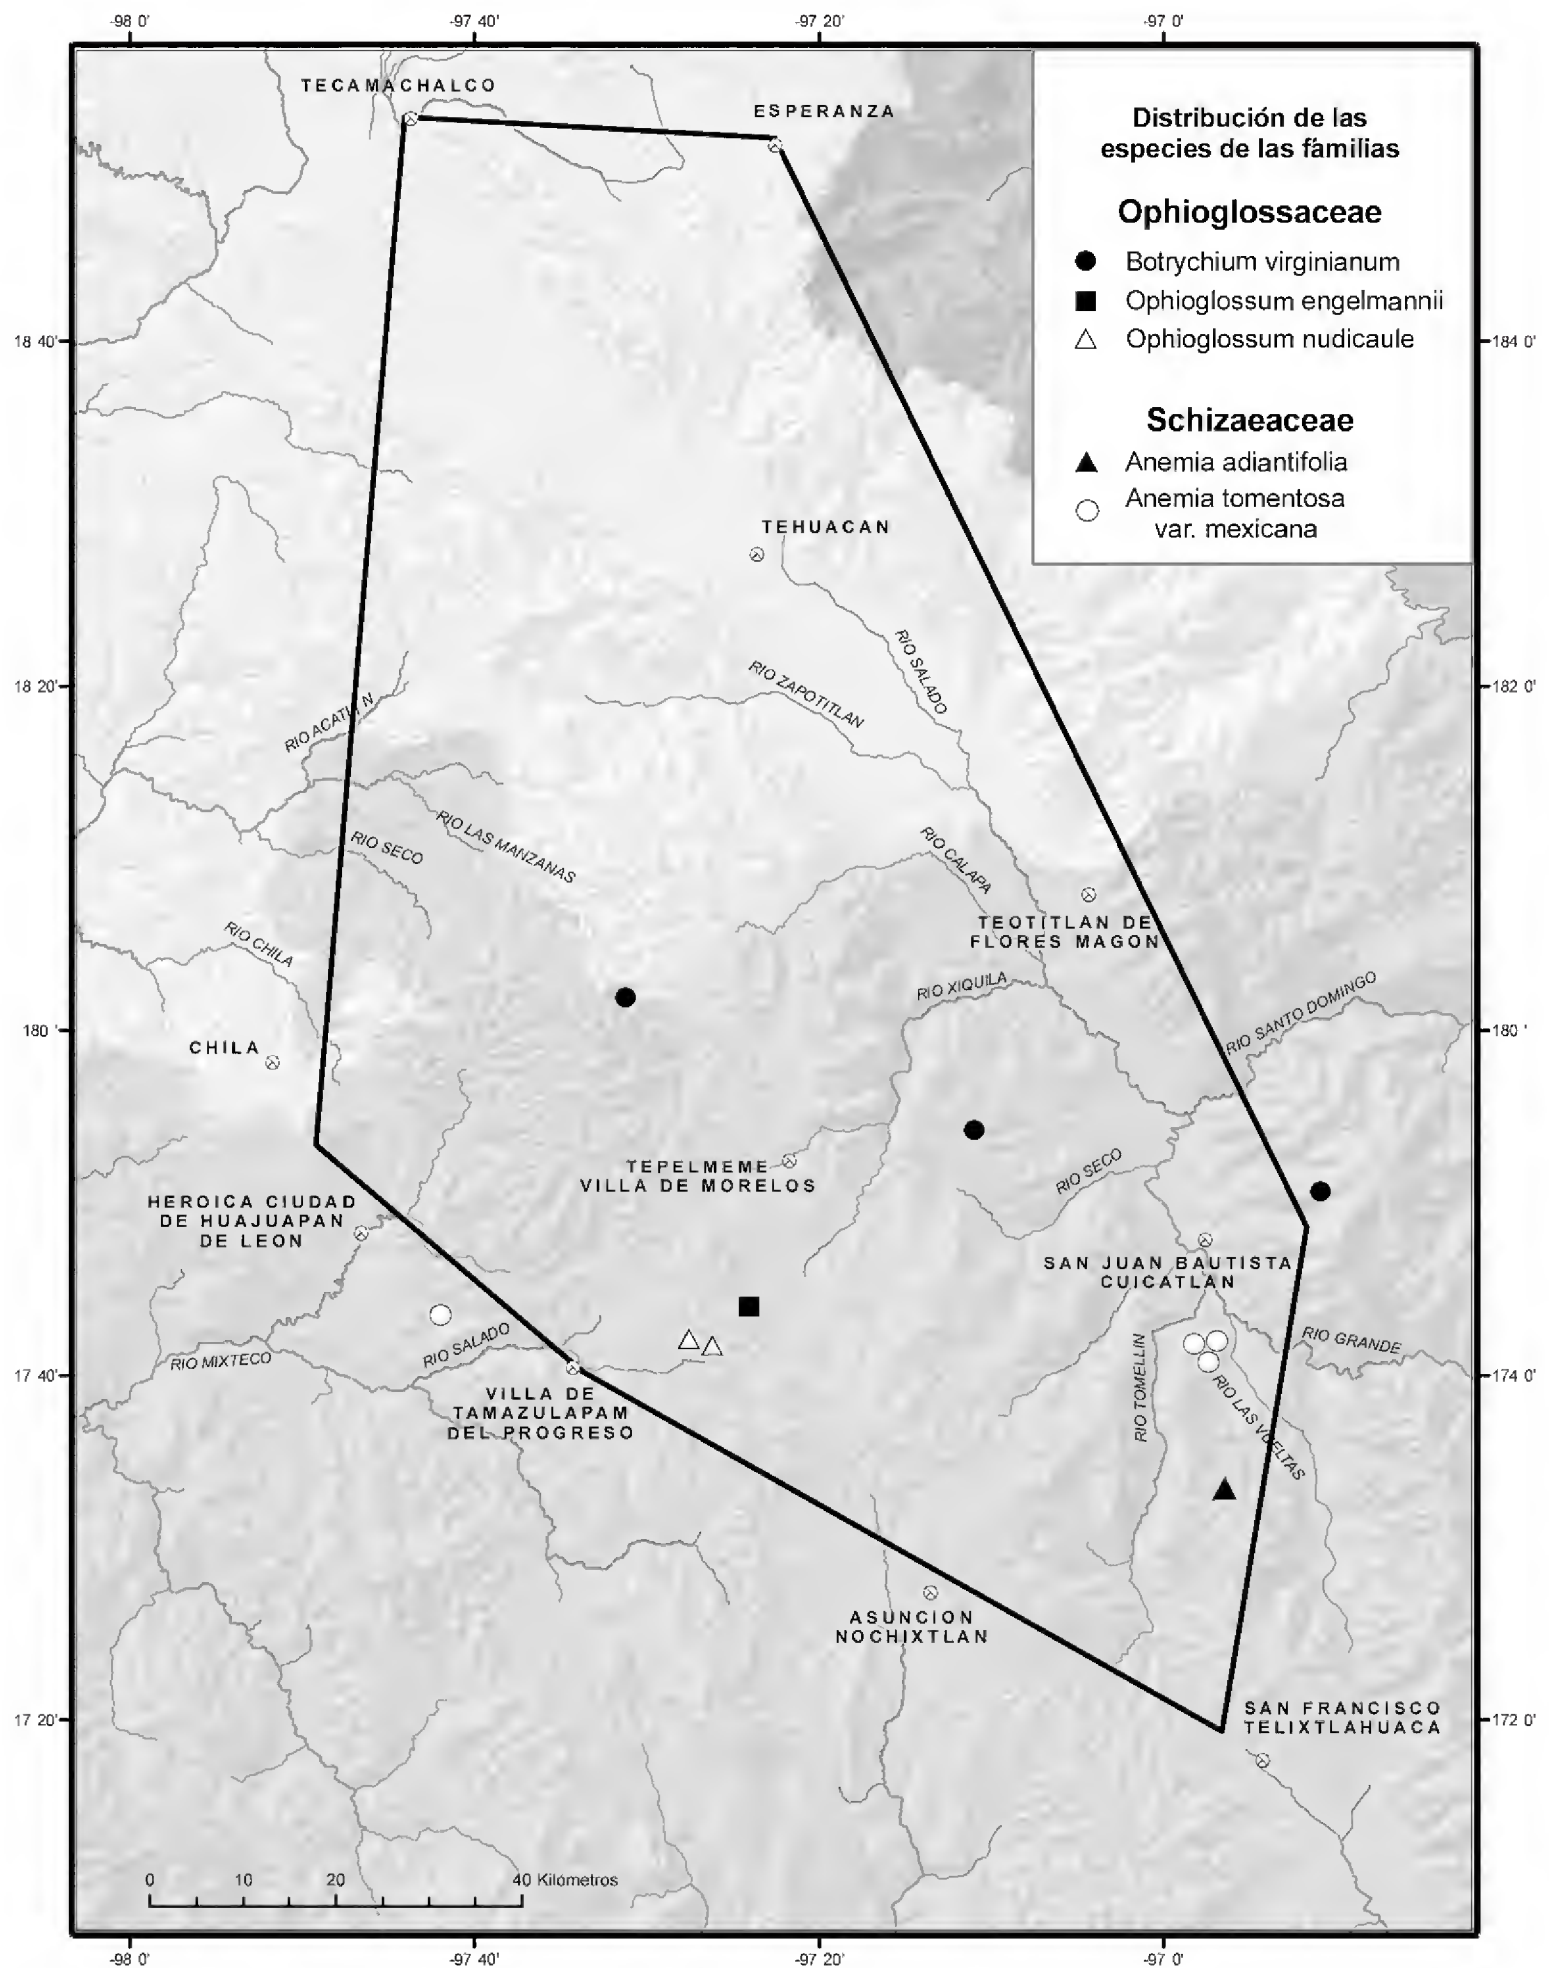 -98 0'
-97 40'
-97 20'
-97 0'
TECAMACHALCO
ESPERANZA
Distribución de las
especies de las familias
Ophioglossaceae
Botrychium virginianum
Ophioglossum engelmannii
Ophioglossum nudicaule
Schizaeaceae
Anemia adiantifolia
Anemia tomentosa
var. mexicana
18 40'
184 0'
TEHUACAN
RIO SALADO
RIO ZAPOTITLAN
18 20'
182 0'
RIO ACATL N
RIO LAS MANZANAS
RIO SECO
RIO CALAPA
TEOTITLAN DE
FLORES MAGON
RIO CHILA
RIO XIQUILA
RIO SANTO DOMINGO
180 '
180 '
CHILA
TEPELMEME
VILLA DE MORELOS
RIO SECO
HEROICA CIUDAD
DE HUAJUAPAN
DE LEON
SAN JUAN BAUTISTA
CUICATLAN
RIO MIXTECO
RIO SALADO
RIO TOMELLIN
RIO GRANDE
RIO LAS VUELTAS
17 40'
174 0'
VILLA DE
TAMAZULAPAM
DEL PROGRESO
ASUNCION
NOCHIXTLAN
17 20'
172 0'
SAN FRANCISCO
TELIXTLAHUACA
0 10 20 40 Kilómetros
-98 0'
-97 40'
-97 20'
-97 0'